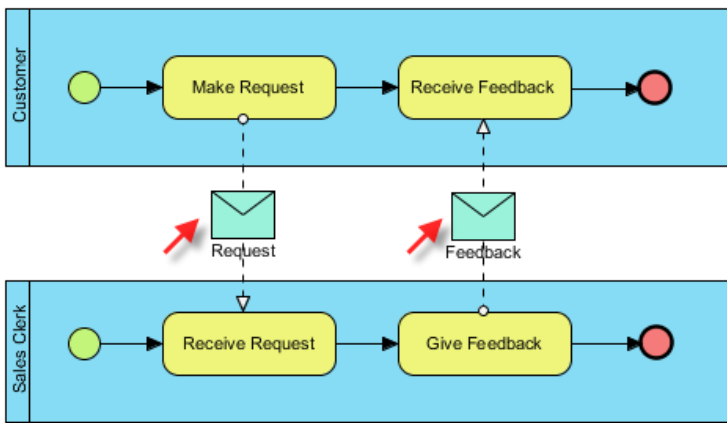 Customer
Make Request
Receive Feedback
Request
Feedback
Sales Clerk
Receive Request
Give Feedback